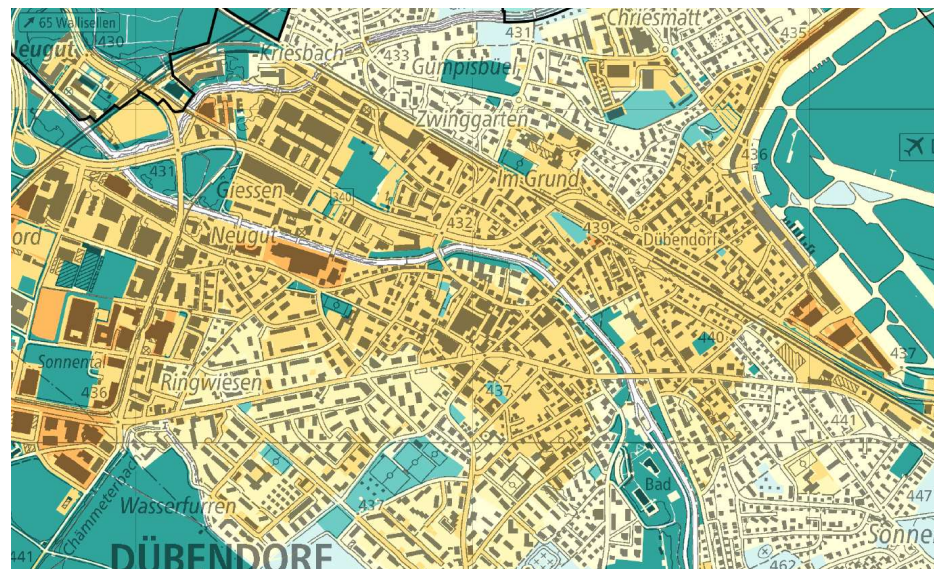 65 Wallisellen
Neugut
430
Kriesbach
433
Gumpisbüel
431
Chriesmatt
435
Zwinggarten
436
431
Giessen
340
Im Grund
432
439
Dübendorf
Neugut
ord
Sonnental
436
Ringwiesen
437
440
437
441
Chämmeterbac
Wasserfurren
437
Bad
447
Sonne
441
DÜBENDORF
462